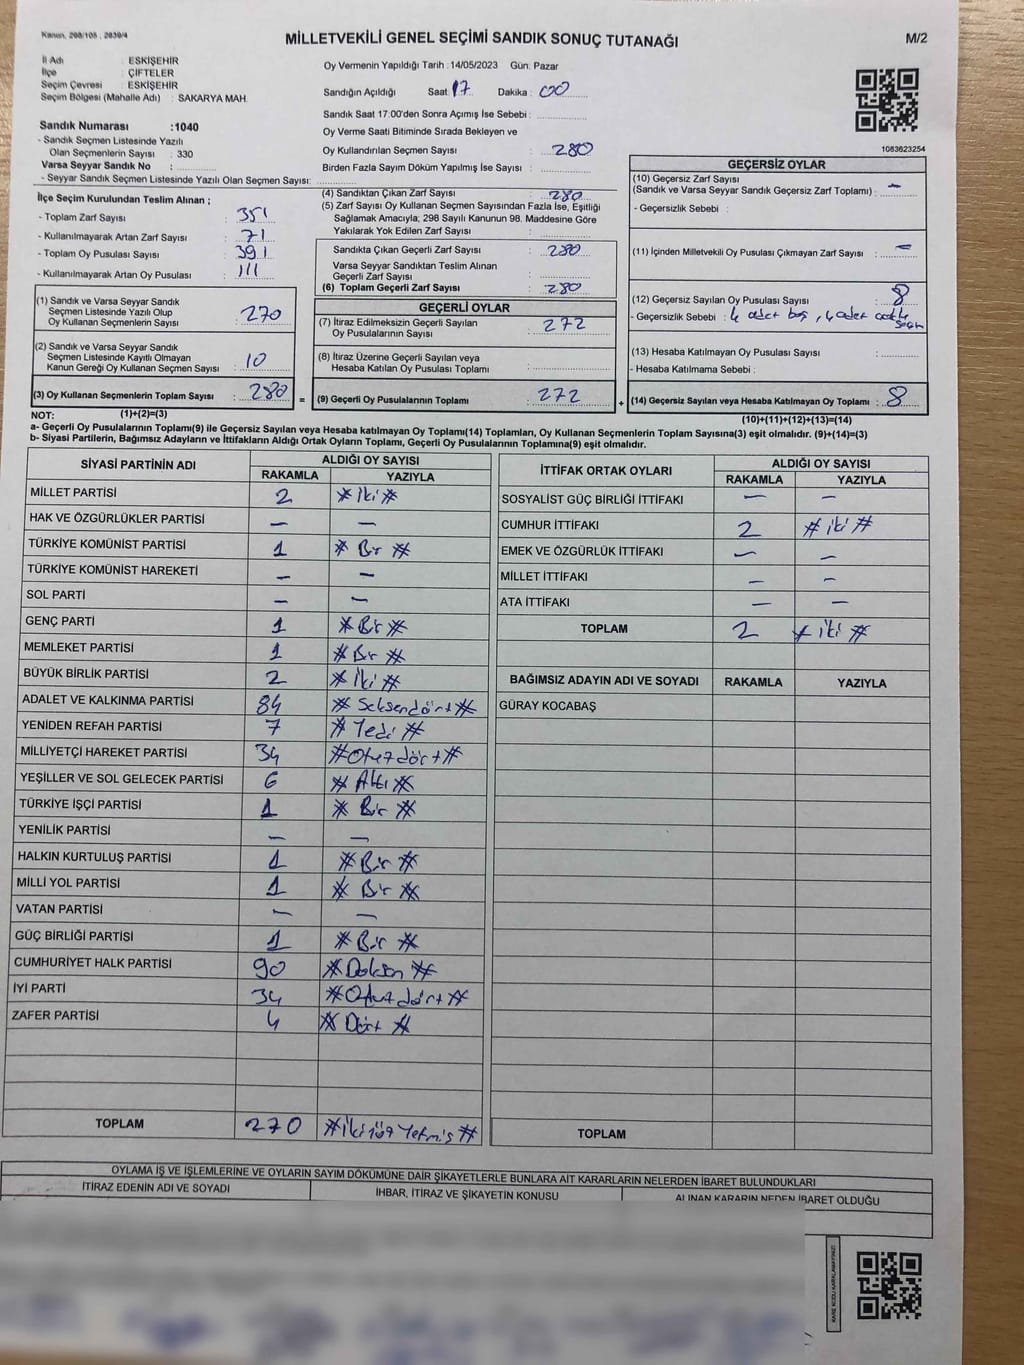 Kanun, 298/105 ; 2839/4
MİLLETVEKİLİ GENEL SEÇİMİ SANDIK SONUÇ TUTANAĞI
M/2
İl Adı : ESKİŞEHİR
İlçe : ÇİFTELER
Seçim Çevresi : ESKİŞEHİR
Seçim Bölgesi (Mahalle Adı) : SAKARYA MAH.
Oy Vermenin Yapıldığı Tarih : 14/05/2023 Gün: Pazar
Sandığın Açıldığı Saat 17 Dakika : 00
Sandık Saat 17:00'den Sonra Açımış İse Sebebi :
Oy Verme Saati Bitiminde Sırada Bekleyen ve
Oy Kullandırılan Seçmen Sayısı : 280
Birden Fazla Sayım Döküm Yapılmış İse Sayısı :
1083623254
Sandık Numarası :1040
- Sandık Seçmen Listesinde Yazılı
Olan Seçmenlerin Sayısı : 330
Varsa Seyyar Sandık No :
- Seyyar Sandık Seçmen Listesinde Yazılı Olan Seçmen Sayısı:
İlçe Seçim Kurulundan Teslim Alınan ;
- Toplam Zarf Sayısı : 351
- Kullanılmayarak Artan Zarf Sayısı : 71
- Toplam Oy Pusulası Sayısı : 391
- Kullanılmayarak Artan Oy Pusulası : 111
(4) Sandıktan Çıkan Zarf Sayısı : 280
(5) Zarf Sayısı Oy Kullanan Seçmen Sayısından Fazla İse, Eşitliği
Sağlamak Amacıyla; 298 Sayılı Kanunun 98. Maddesine Göre
Yakılarak Yok Edilen Zarf Sayısı :
Sandıkta Çıkan Geçerli Zarf Sayısı : 280
Varsa Seyyar Sandıktan Teslim Alınan
Geçerli Zarf Sayısı :
(6) Toplam Geçerli Zarf Sayısı : 280
GEÇERSİZ OYLAR
(10) Geçersiz Zarf Sayısı
(Sandık ve Varsa Seyyar Sandık Geçersiz Zarf Toplamı) : –
- Geçersizlik Sebebi :
(11) İçinden Milletvekili Oy Pusulası Çıkmayan Zarf Sayısı : –
(12) Geçersiz Sayılan Oy Pusulası Sayısı : 8
- Geçersizlik Sebebi : 4 adet boş, 4 adet
(13) Hesaba Katılmayan Oy Pusulası Sayısı :
- Hesaba Katılmama Sebebi :
(14) Geçersiz Sayılan veya Hesaba Katılmayan Oy Toplamı : 8
(1) Sandık ve Varsa Seyyar Sandık
Seçmen Listesinde Yazılı Olup
Oy Kullanan Seçmenlerin Sayısı : 270
(2) Sandık ve Varsa Seyyar Sandık
Seçmen Listesinde Kayıtlı Olmayan
Kanun Gereği Oy Kullanan Seçmen Sayısı : 10
(3) Oy Kullanan Seçmenlerin Toplam Sayısı : 280 =
GEÇERLİ OYLAR
(7) İtiraz Edilmeksizin Geçerli Sayılan
Oy Pusulalarının Sayısı : 272
(8) İtiraz Üzerine Geçerli Sayılan veya
Hesaba Katılan Oy Pusulası Toplamı :
(9) Geçerli Oy Pusulalarının Toplamı : 272 +
NOT: (1)+(2)=(3)
(10)+(11)+(12)+(13)=(14)
a- Geçerli Oy Pusulalarının Toplamı(9) ile Geçersiz Sayılan veya Hesaba katılmayan Oy Toplamı(14) Toplamları, Oy Kullanan Seçmenlerin Toplam Sayısına(3) eşit olmalıdır. (9)+(14)=(3)
b- Siyasi Partilerin, Bağımsız Adayların ve İttifakların Aldığı Ortak Oyların Toplamı, Geçerli Oy Pusulalarının Toplamına(9) eşit olmalıdır.
SİYASİ PARTİNİN ADI ALDIĞI OY SAYISI
RAKAMLA YAZIYLA
MİLLET PARTİSİ 2 # İki #
HAK VE ÖZGÜRLÜKLER PARTİSİ – –
TÜRKİYE KOMÜNİST PARTİSİ 1 # Bir #
TÜRKİYE KOMÜNİST HAREKETİ – –
SOL PARTİ – –
GENÇ PARTİ 1 # Bir #
MEMLEKET PARTİSİ 1 # Bir #
BÜYÜK BİRLİK PARTİSİ 2 # İki #
ADALET VE KALKINMA PARTİSİ 84 # Seksendört #
YENİDEN REFAH PARTİSİ 7 # Yedi #
MİLLİYETÇİ HAREKET PARTİSİ 34 # Otuzdört #
YEŞİLLER VE SOL GELECEK PARTİSİ 6 # Altı #
TÜRKİYE İŞÇİ PARTİSİ 1 # Bir #
YENİLİK PARTİSİ – –
HALKIN KURTULUŞ PARTİSİ 1 # Bir #
MİLLİ YOL PARTİSİ 1 # Bir #
VATAN PARTİSİ – –
GÜÇ BİRLİĞİ PARTİSİ 1 # Bir #
CUMHURİYET HALK PARTİSİ 90 # Doksan #
İYİ PARTİ 34 # Otuzdört #
ZAFER PARTİSİ 4 # Dört #
TOPLAM 270 # İkiyüz Yetmiş #
İTTİFAK ORTAK OYLARI ALDIĞI OY SAYISI
RAKAMLA YAZIYLA
SOSYALİST GÜÇ BİRLİĞİ İTTİFAKI – –
CUMHUR İTTİFAKI 2 # iki #
EMEK VE ÖZGÜRLÜK İTTİFAKI – –
MİLLET İTTİFAKI – –
ATA İTTİFAKI – –
TOPLAM 2 # iki #
BAĞIMSIZ ADAYIN ADI VE SOYADI RAKAMLA YAZIYLA
GÜRAY KOCABAŞ
TOPLAM
OYLAMA İŞ VE İŞLEMLERİNE VE OYLARIN SAYIM DÖKÜMÜNE DAİR ŞİKAYETLERLE BUNLARA AİT KARARLARIN NELERDEN İBARET BULUNDUKLARI
İTİRAZ EDENİN ADI VE SOYADI İHBAR, İTİRAZ VE ŞİKAYETİN KONUSU ALINAN KARARIN NEDEN İBARET OLDUĞU
KARE KODU KARALAMAYINIZ!